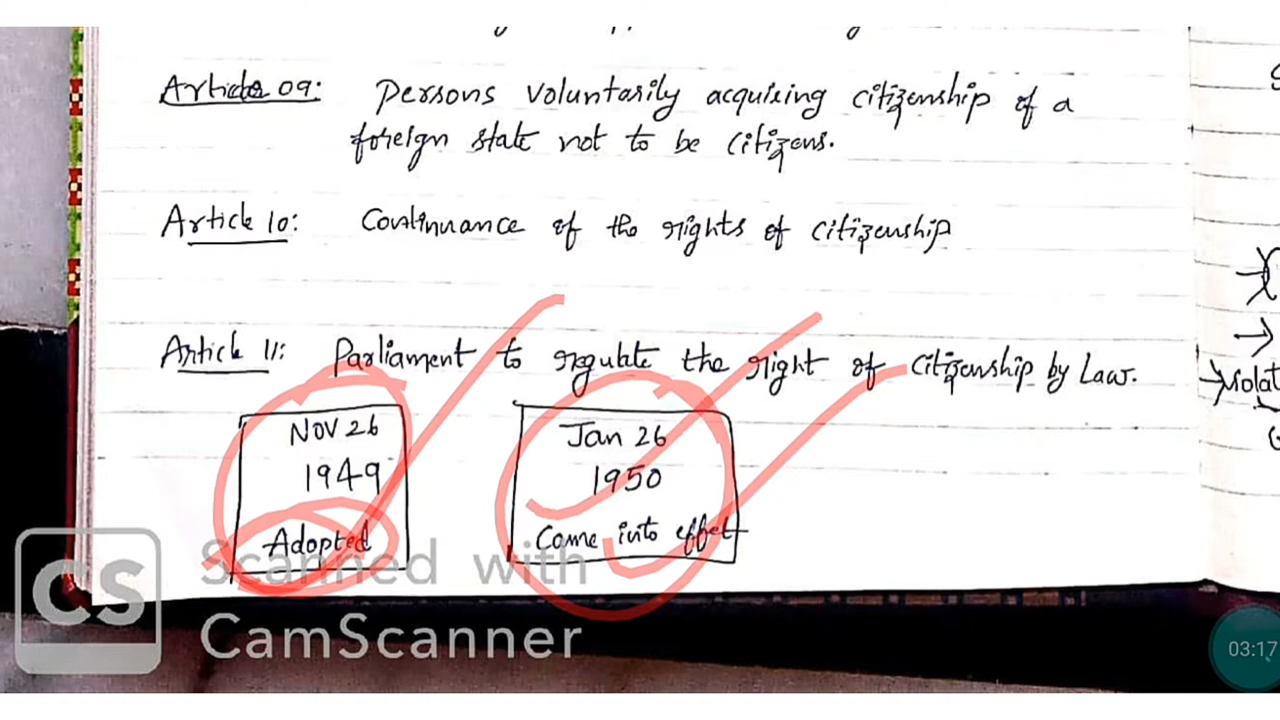 Article 09: Persons voluntarily acquiring citizenship of a
foreign state not to be citizens.
Article 10: Continuance of the rights of citizenship
Article 11: Parliament to regulate the right of citizenship by Law.
Nov 26
1949
Adopted
Jan 26
1950
Come into effect
CS
Scanned with
CamScanner
03:17